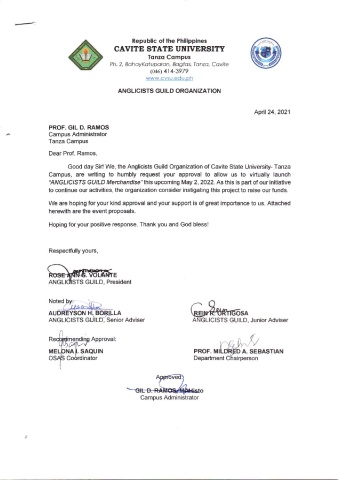 Republic of the Philippines
CAVITE STATE UNIVERSITY
Tanza Campus
Ph. 2, BahayKatuparan, Bagtas, Tanza, Cavite
(046) 414-3979
www.cvsu.edu.ph
ANGLICISTS GUILD ORGANIZATION
April 24, 2021
PROF. GIL D. RAMOS
Campus Administrator
Tanza Campus
Dear Prof. Ramos,
Good day Sir! We, the Anglicists Guild Organization of Cavite State University- Tanza
Campus, are writing to humbly request your approval to allow us to virtually launch
"ANGLICISTS GUILD Merchandise" this upcoming May 2, 2022. As this is part of our initiative
to continue our activities, the organization consider instigating this project to raise our funds.
We are hoping for your kind approval and your support is of great importance to us. Attached
herewith are the event proposals.
Hoping for your positive response. Thank you and God bless!
Respectfully yours,
ROSE ANN VOLANTE
ANGLICISTS GUILD, President
Noted by:
AUDREYSON H. BORILLA
ANGLICISTS GUILD, Senior Adviser
REIN R. ORTIGOSA
ANGLICISTS GUILD, Junior Adviser
Recommending Approval:
MELONA I. SAQUIN
OSAS Coordinator
PROF. MILDRED A. SEBASTIAN
Department Chairperson
Approved:
GIL D. RAMOS,
Campus Administrator